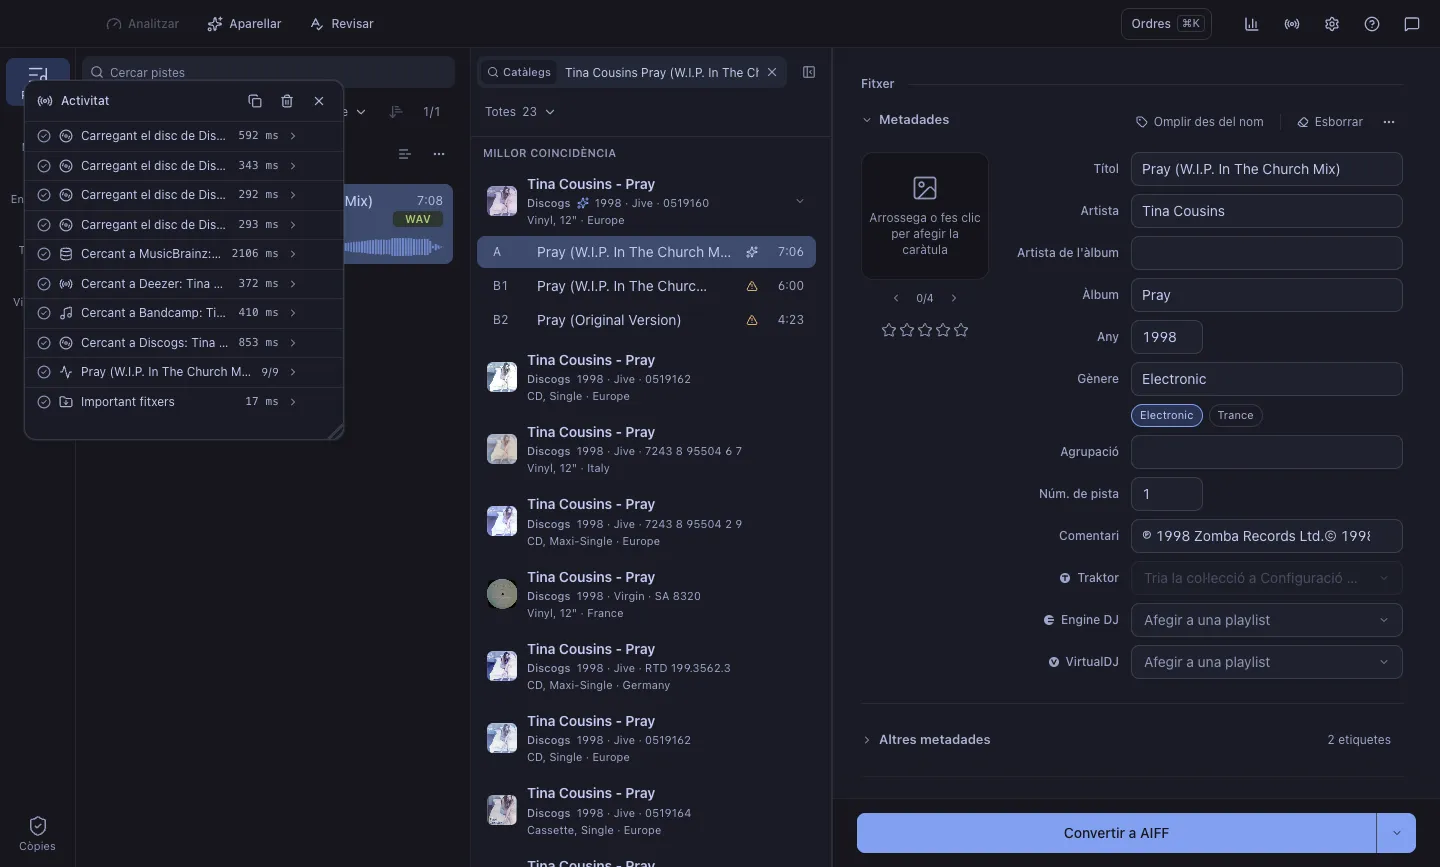 Analitzar
Aparellar
Revisar
Ordres ⌘K
Cercar pistes
1/1
Mix) 7:08
WAV
Activitat
Carregant el disc de Dis... 592 ms
Carregant el disc de Dis... 343 ms
Carregant el disc de Dis... 292 ms
Carregant el disc de Dis... 293 ms
Cercant a MusicBrainz:... 2106 ms
Cercant a Deezer: Tina ... 372 ms
Cercant a Bandcamp: Ti... 410 ms
Cercant a Discogs: Tina ... 853 ms
Pray (W.I.P. In The Church M... 9/9
Important fitxers 17 ms
Còpies
Catàlegs Tina Cousins Pray (W.I.P. In The Ch
Totes 23
MILLOR COINCIDÈNCIA
Tina Cousins - Pray
Discogs 1998 · Jive · 0519160
Vinyl, 12" · Europe
A Pray (W.I.P. In The Church M... 7:06
B1 Pray (W.I.P. In The Churc... 6:00
B2 Pray (Original Version) 4:23
Tina Cousins - Pray
Discogs 1998 · Jive · 0519162
CD, Single · Europe
Tina Cousins - Pray
Discogs 1998 · Jive · 7243 8 95504 6 7
Vinyl, 12" · Italy
Tina Cousins - Pray
Discogs 1998 · Jive · 7243 8 95504 2 9
CD, Maxi-Single · Europe
Tina Cousins - Pray
Discogs 1998 · Virgin · SA 8320
Vinyl, 12" · France
Tina Cousins - Pray
Discogs 1998 · Jive · RTD 199.3562.3
CD, Maxi-Single · Germany
Tina Cousins - Pray
Discogs 1998 · Jive · 0519162
CD, Single · Europe
Tina Cousins - Pray
Discogs 1998 · Jive · 0519164
Cassette, Single · Europe
Tina Cousins - Pray
Fitxer
Metadades
Omplir des del nom
Esborrar
Arrossega o fes clic
per afegir la
caràtula
0/4
Títol Pray (W.I.P. In The Church Mix)
Artista Tina Cousins
Artista de l'àlbum
Àlbum Pray
Any 1998
Gènere Electronic
Electronic Trance
Agrupació
Núm. de pista 1
Comentari ℗ 1998 Zomba Records Ltd.© 1998
Traktor Tria la col·lecció a Configuració ...
Engine DJ Afegir a una playlist
VirtualDJ Afegir a una playlist
Altres metadades 2 etiquetes
Convertir a AIFF